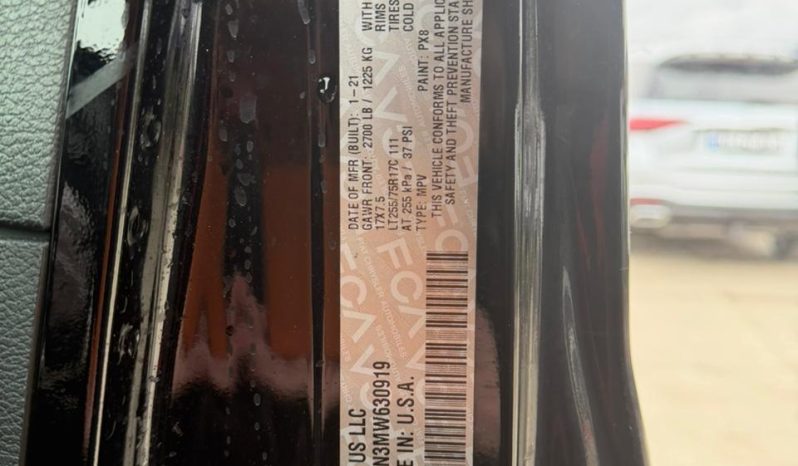 US LLC
DATE OF MFR (BUILT): 1-21
GAWR FRONT: 2700 LB / 1225 KG WITH
17X7.5 RIMS
LT255/75R17C 111 TIRES
AT 255 kPa / 37 PSI COLD
N3MW630919
TYPE: MPV PAINT: PX8
E IN: U.S.A.
THIS VEHICLE CONFORMS TO ALL APPLIC
SAFETY AND THEFT PREVENTION STA
MANUFACTURE SH
FCA